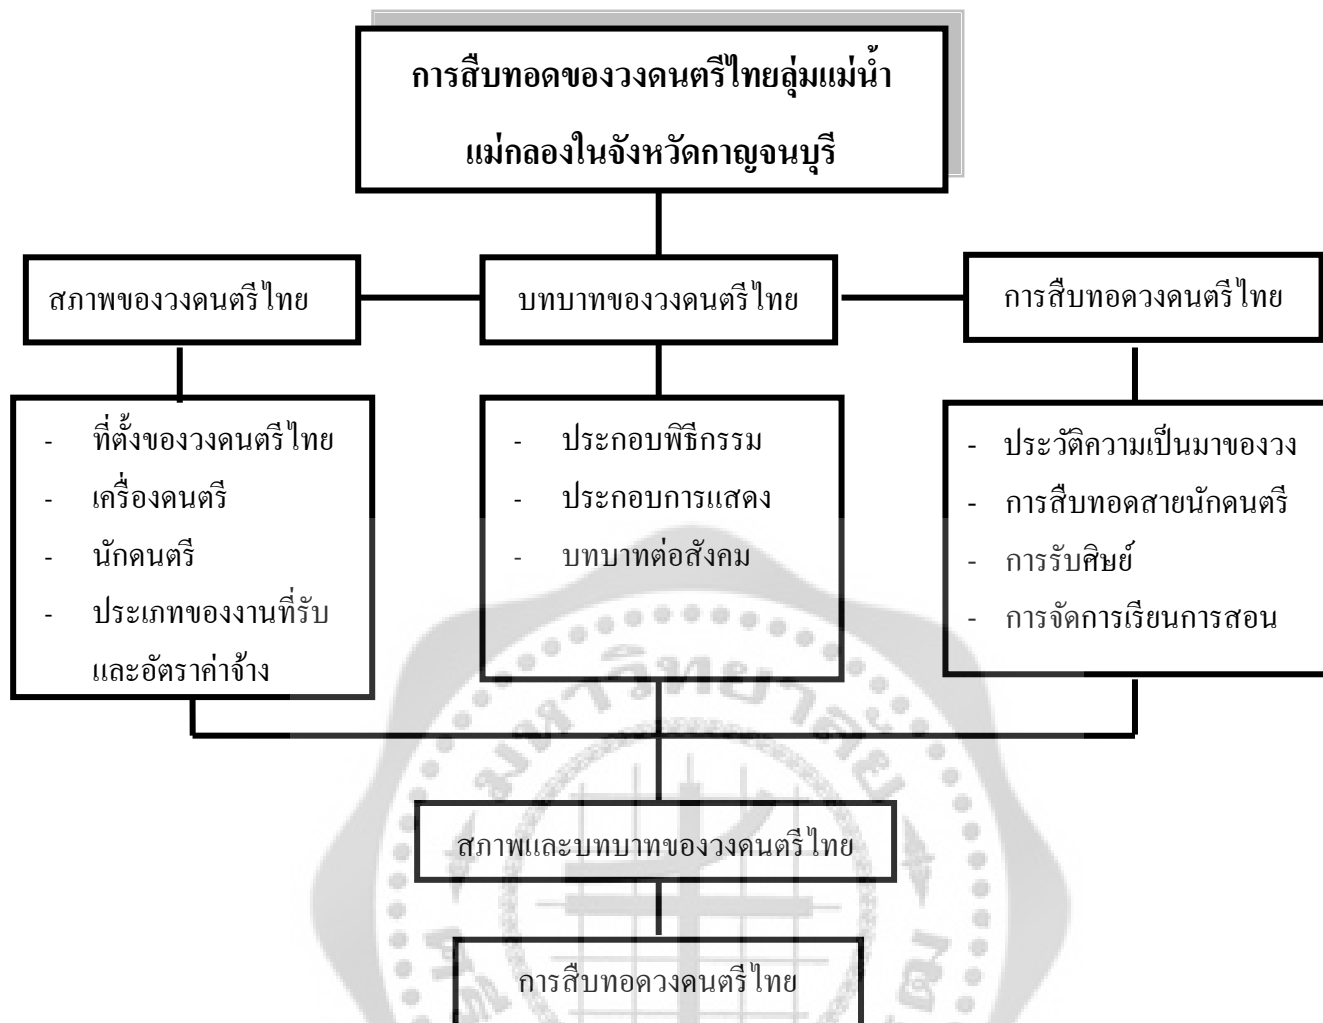 การสืบทอดของวงดนตรีไทยลุ่มแม่น้ำ
แม่กลองในจังหวัดกาญจนบุรี
สภาพของวงดนตรีไทย
บทบาทของวงดนตรีไทย
การสืบทอดวงดนตรีไทย
- ที่ตั้งของวงดนตรีไทย
- เครื่องดนตรี
- นักดนตรี
- ประเภทของงานที่รับ
และอัตราค่าจ้าง
- ประกอบพิธีกรรม
- ประกอบการแสดง
- บทบาทต่อสังคม
- ประวัติความเป็นมาของวง
- การสืบทอดสายนักดนตรี
- การรับศิษย์
- การจัดการเรียนการสอน
มหาวิทยาลัย
สภาพและบทบาทของวงดนตรีไทย
การสืบทอดวงดนตรีไทย